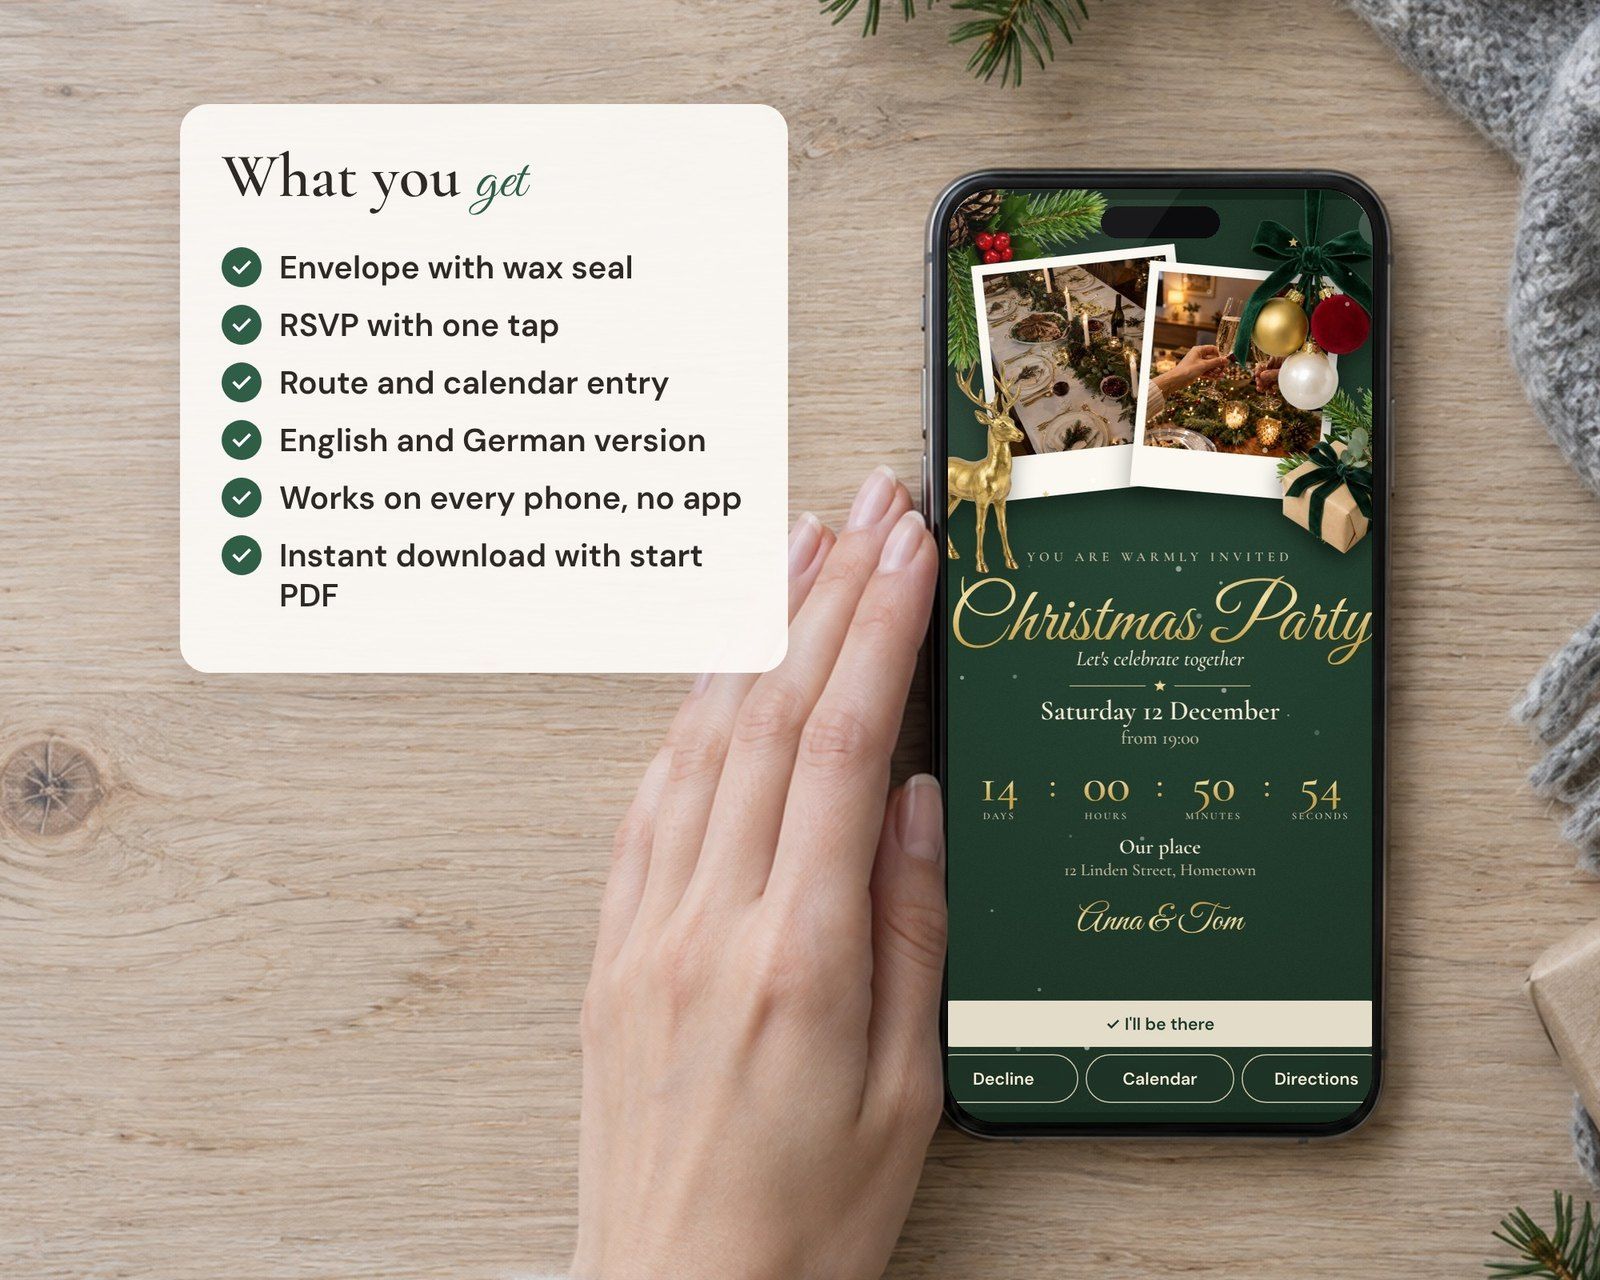 What you get
Envelope with wax seal
RSVP with one tap
Route and calendar entry
English and German version
Works on every phone, no app
Instant download with start
PDF
YOU ARE WARMLY INVITED
Christmas Party
Let's celebrate together
Saturday 12 December
from 19:00
14 : 00 : 50 : 54
DAYS HOURS MINUTES SECONDS
Our place
12 Linden Street, Hometown
Anna & Tom
✓ I'll be there
Decline Calendar Directions